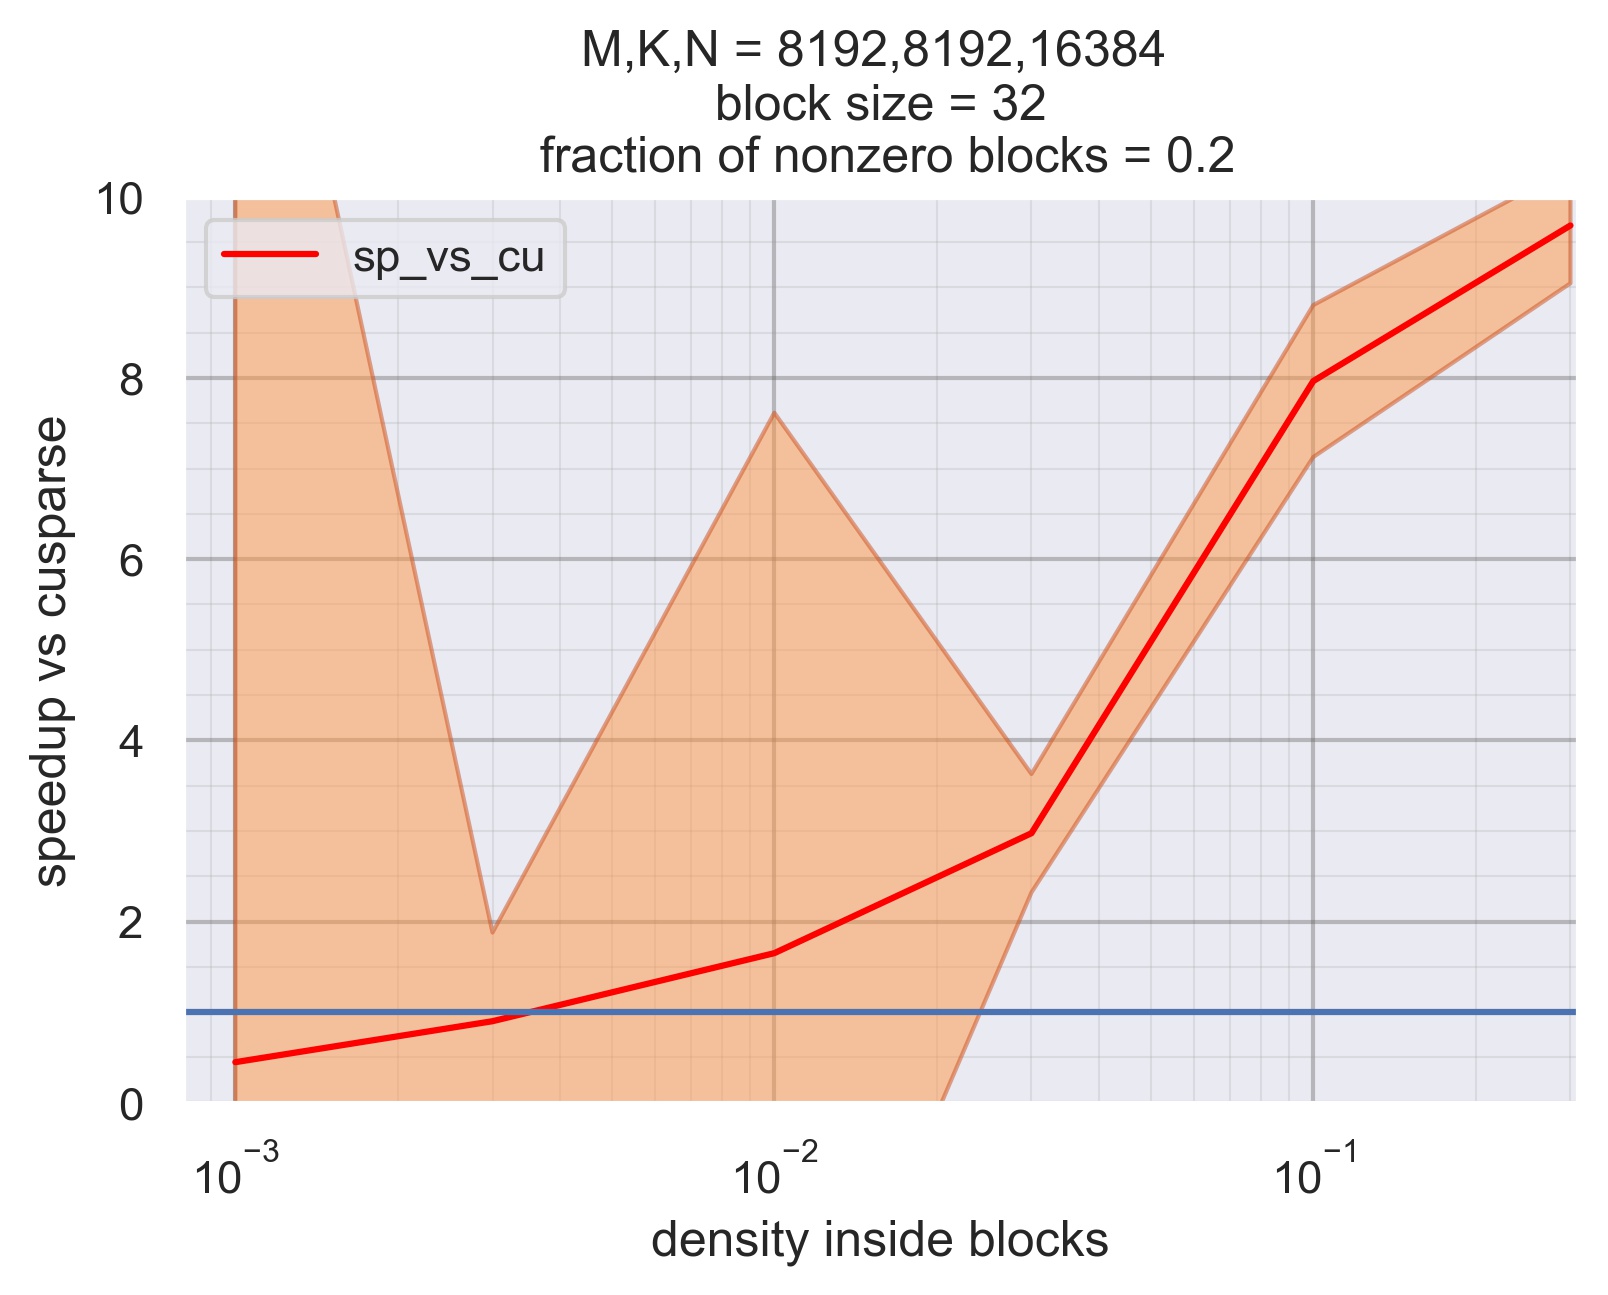 M,K,N = 8192,8192,16384
block size = 32
fraction of nonzero blocks = 0.2
10
8
6
4
2
0
speedup vs cusparse
sp_vs_cu
10⁻³
10⁻²
10⁻¹
density inside blocks